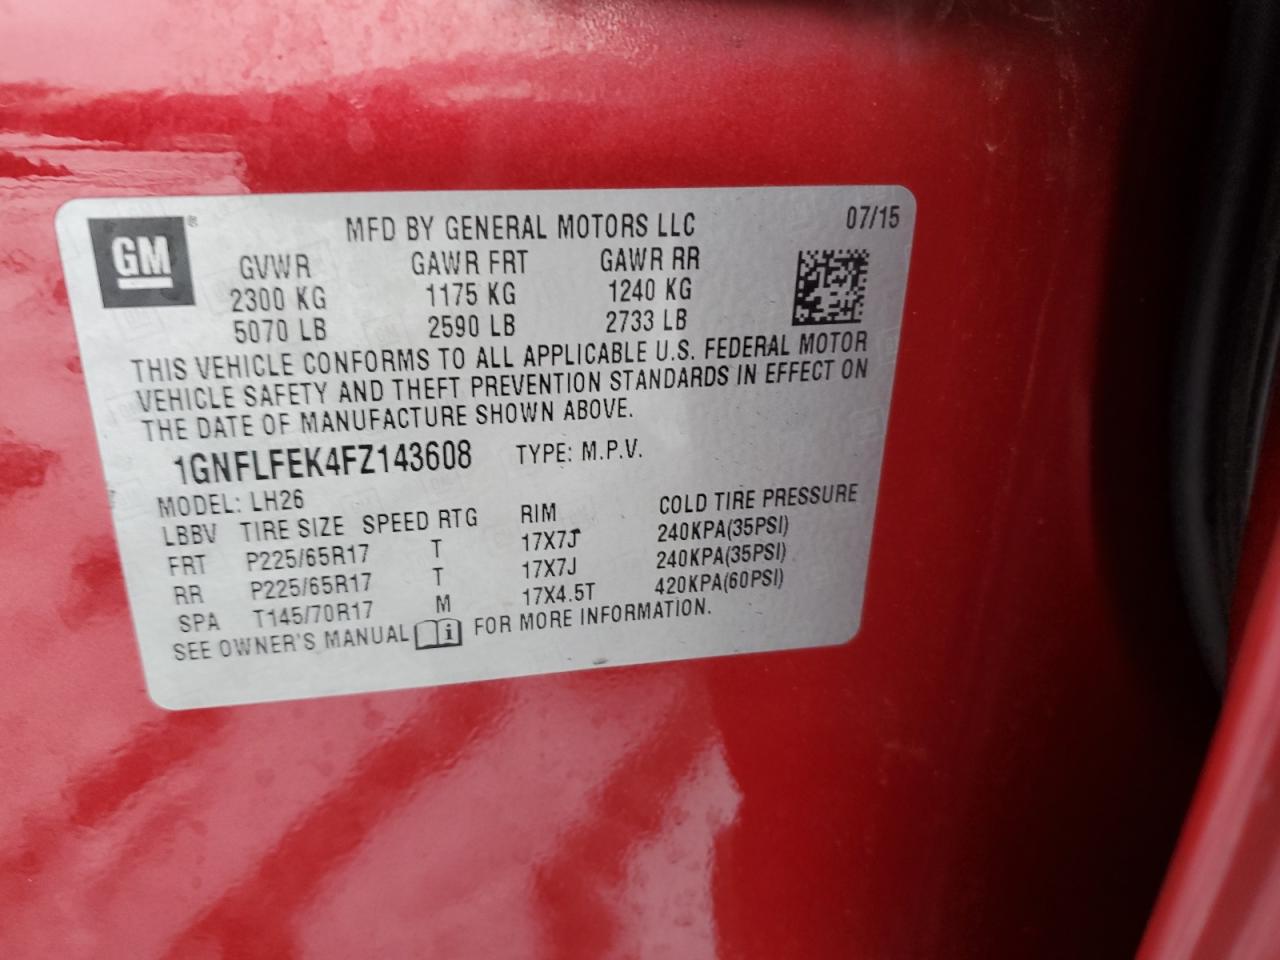 GM ®
MFD BY GENERAL MOTORS LLC 07/15
GVWR GAWR FRT GAWR RR
2300 KG 1175 KG 1240 KG
5070 LB 2590 LB 2733 LB
THIS VEHICLE CONFORMS TO ALL APPLICABLE U.S. FEDERAL MOTOR
VEHICLE SAFETY AND THEFT PREVENTION STANDARDS IN EFFECT ON
THE DATE OF MANUFACTURE SHOWN ABOVE.
1GNFLFEK4FZ143608 TYPE: M.P.V.
MODEL: LH26
LBBV TIRE SIZE SPEED RTG RIM COLD TIRE PRESSURE
FRT P225/65R17 T 17X7J 240KPA(35PSI)
RR P225/65R17 T 17X7J 240KPA(35PSI)
SPA T145/70R17 M 17X4.5T 420KPA(60PSI)
SEE OWNER'S MANUAL i FOR MORE INFORMATION.